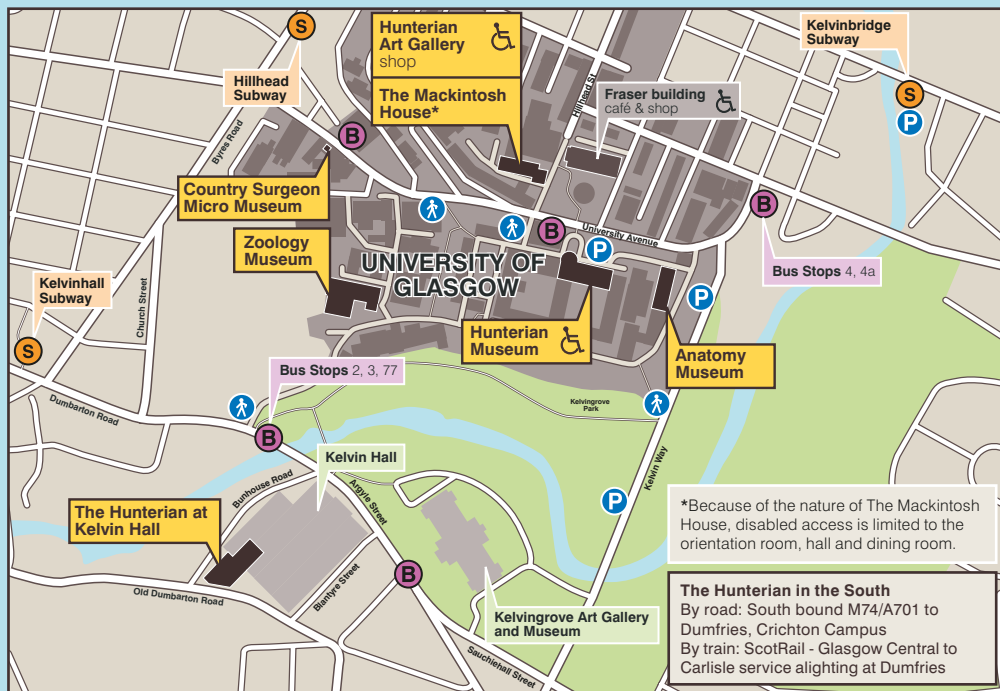 S
Hillhead
Subway
Hunterian
Art Gallery
shop
The Mackintosh
House*
Hillhead St
Fraser building
café & shop
Kelvinbridge
Subway
S
P
Byres Road
B
Country Surgeon
Micro Museum
B
University Avenue
P
B
Bus Stops 4, 4a
Zoology
Museum
UNIVERSITY OF
GLASGOW
Kelvinhall
Subway
S
Church Street
Hunterian
Museum
P
Anatomy
Museum
Bus Stops 2, 3, 77
Dumbarton Road
B
Kelvingrove
Park
Kelvin Way
Kelvin Hall
Bunhouse Road
Argyle Street
P
The Hunterian at
Kelvin Hall
B
Blantyre Street
Old Dumbarton Road
Kelvingrove Art Gallery
and Museum
Sauchiehall Street
*Because of the nature of The Mackintosh
House, disabled access is limited to the
orientation room, hall and dining room.
The Hunterian in the South
By road: South bound M74/A701 to
Dumfries, Crichton Campus
By train: ScotRail - Glasgow Central to
Carlisle service alighting at Dumfries